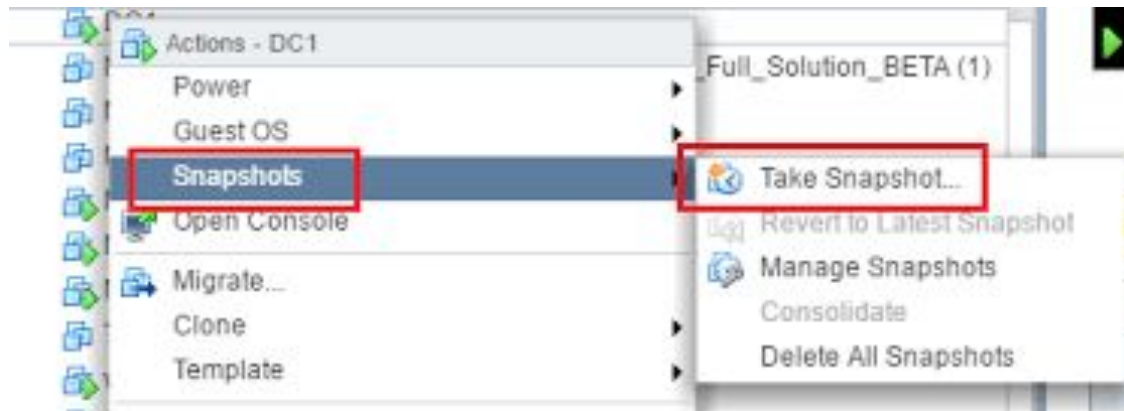 DC1
Actions - DC1
Power
_Full_Solution_BETA (1)
Guest OS
Snapshots
Take Snapshot...
Open Console
Revert to Latest Snapshot
Migrate...
Manage Snapshots
Clone
Consolidate
Template
Delete All Snapshots